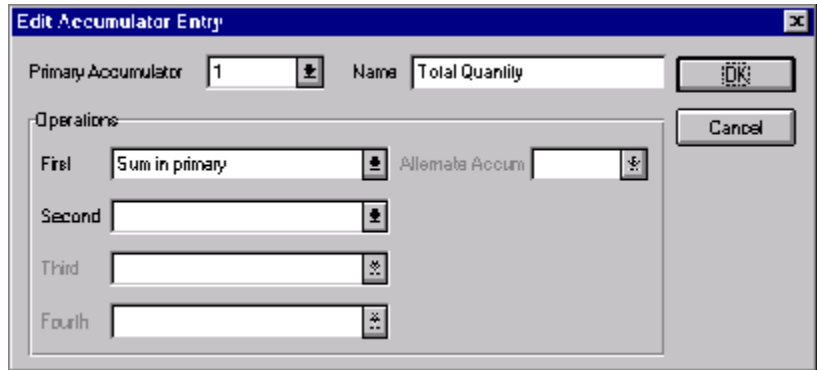 Edit Accumulator Entry
Primary Accumulator 1 Name Total Quantity OK
Operations Cancel
First Sum in primary Alternate Accum
Second
Third
Fourth